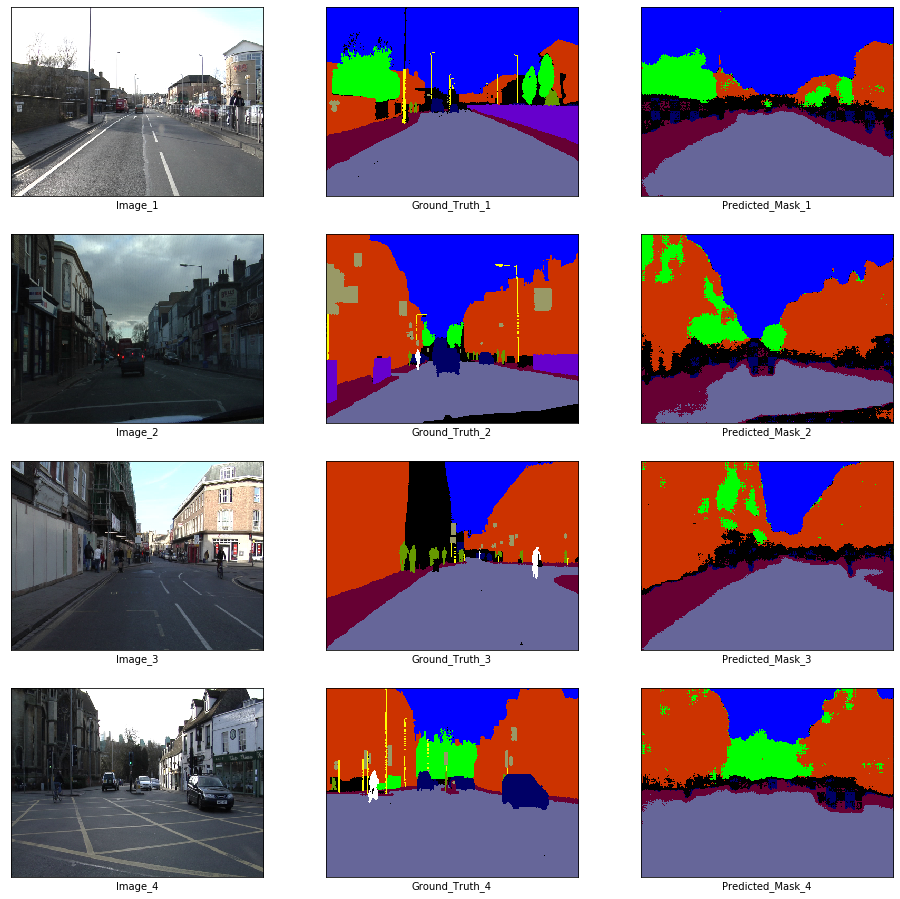 Image_1
Ground_Truth_1
Predicted_Mask_1
Image_2
Ground_Truth_2
Predicted_Mask_2
Image_3
Ground_Truth_3
Predicted_Mask_3
Image_4
Ground_Truth_4
Predicted_Mask_4